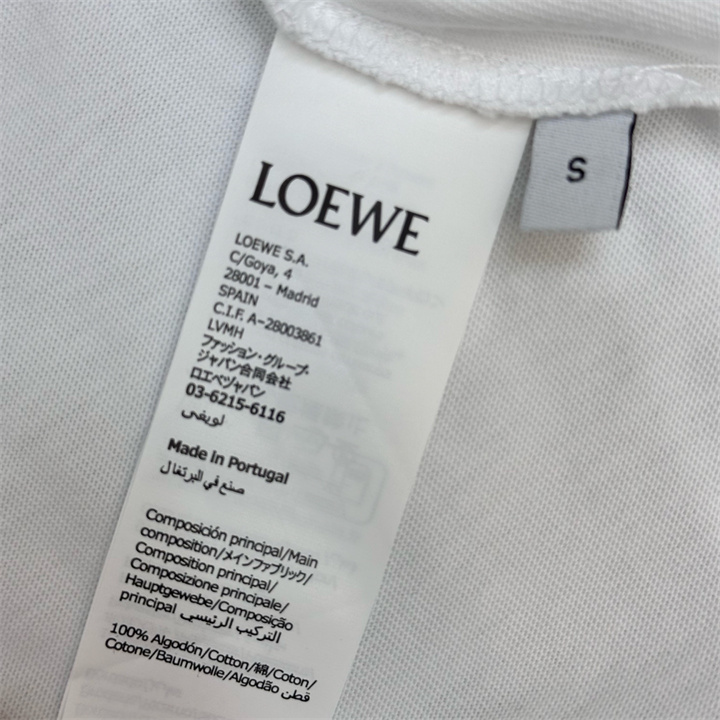 LOEWE
S
LOEWE S.A.
C/Goya, 4
28001 - Madrid
SPAIN
C.I.F. A-28003861
LVMH
ファッション・グループ・
ジャパン合同会社
ロエベジャパン
03-6215-6116
لويفي
Made in Portugal
صنع في البرتغال
Composición principal/Main
composition/メインファブリック/
Composition principal/
Composizione principale/
Hauptgewebe/Composição
principal التركيب الرئيسي
100% Algodón/Cotton/綿/Coton/
Cotone/Baumwolle/Algodão قطن